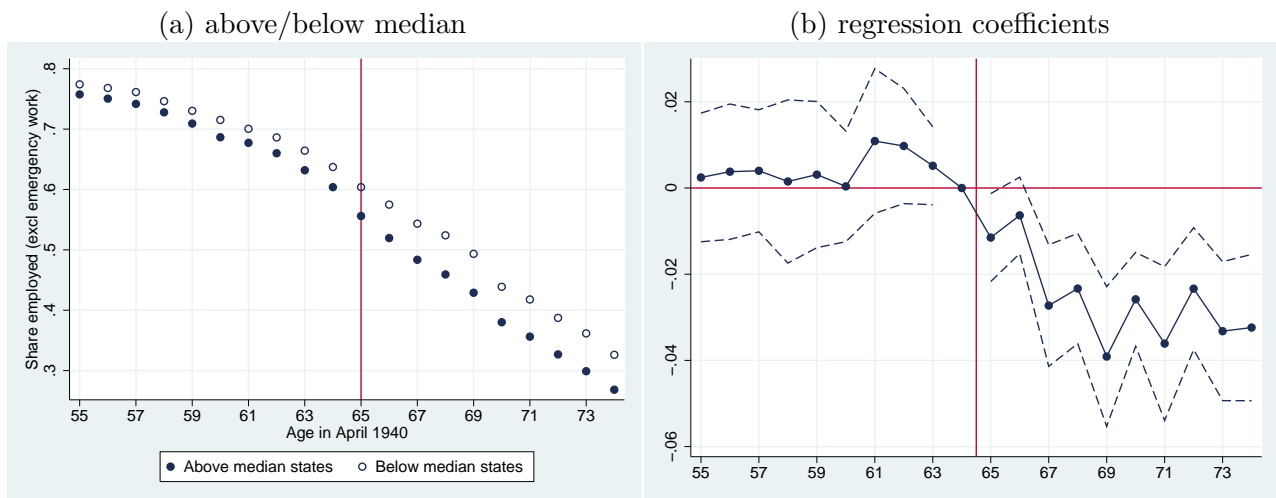 (a) above/below median
Share employed (excl emergency work)
.8
.7
.6
.5
.4
.3
55 57 59 61 63 65 67 69 71 73
Age in April 1940
Above median states Below median states
(b) regression coefficients
.02
0
-.02
-.04
-.06
55 57 59 61 63 65 67 69 71 73